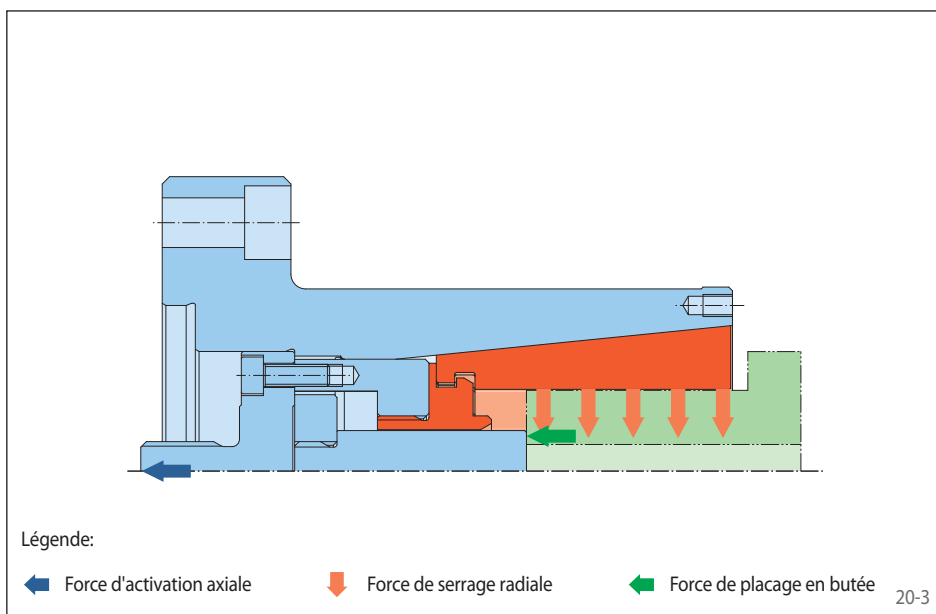 Légende:
Force d'activation axiale
Force de serrage radiale
Force de placage en butée
20-3